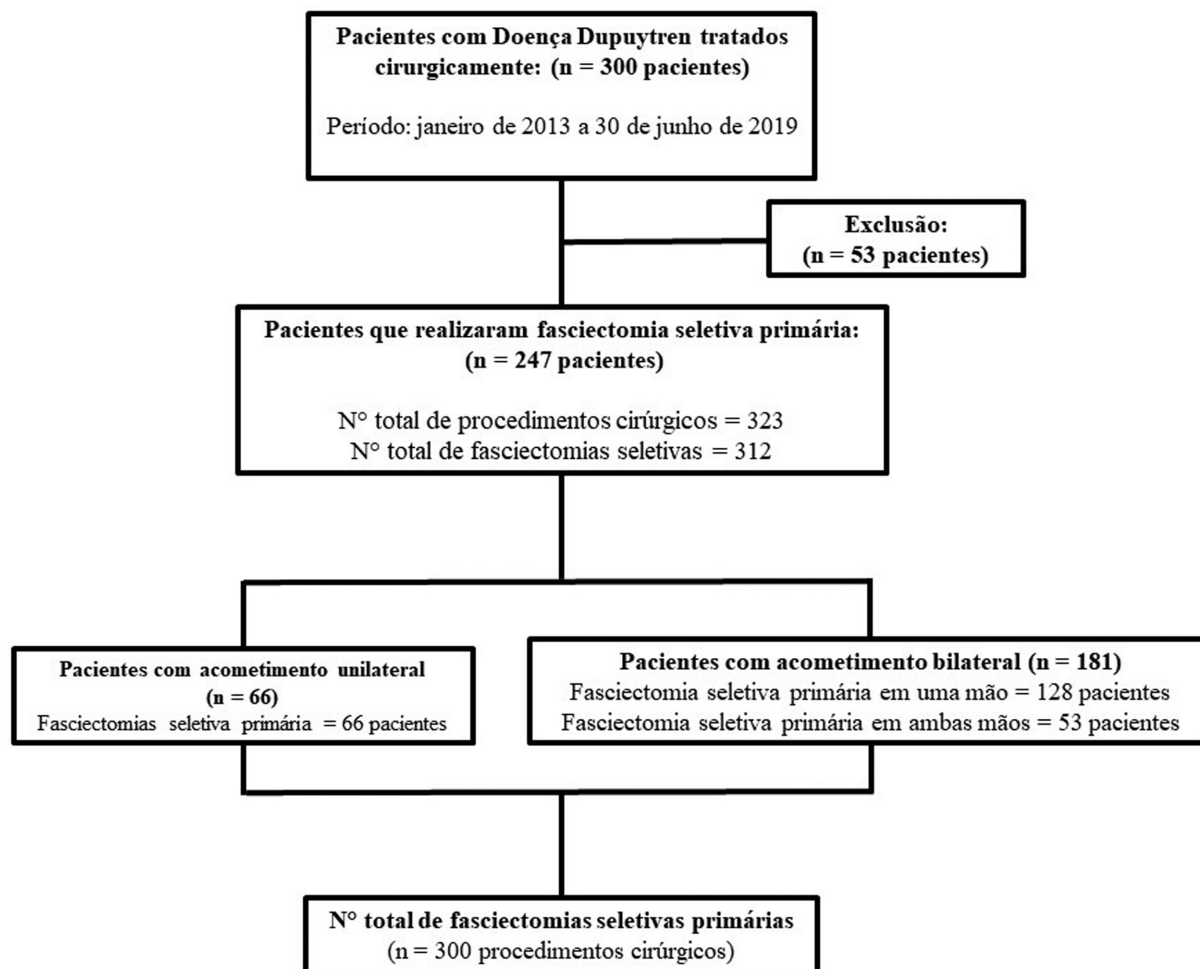 Pacientes com Doença Dupuytren tratados
cirurgicamente: (n = 300 pacientes)
Período: janeiro de 2013 a 30 de junho de 2019
Exclusão:
(n = 53 pacientes)
Pacientes que realizaram fasciectomia seletiva primária:
(n = 247 pacientes)
N° total de procedimentos cirúrgicos = 323
N° total de fasciectomias seletivas = 312
Pacientes com acometimento unilateral
(n = 66)
Fasciectomias seletiva primária = 66 pacientes
Pacientes com acometimento bilateral (n = 181)
Fasciectomia seletiva primária em uma mão = 128 pacientes
Fasciectomia seletiva primária em ambas mãos = 53 pacientes
N° total de fasciectomias seletivas primárias
(n = 300 procedimentos cirúrgicos)